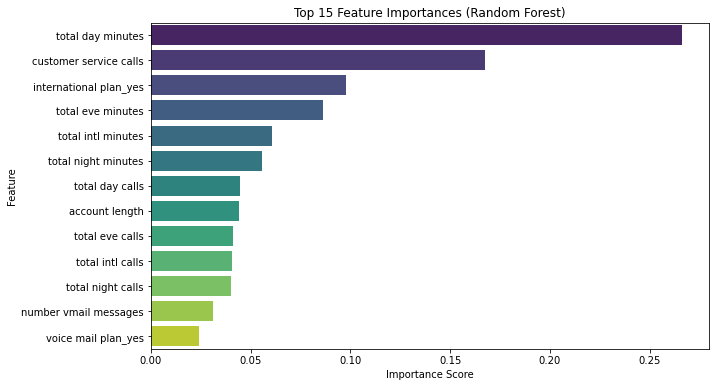 Top 15 Feature Importances (Random Forest)
total day minutes
customer service calls
international plan_yes
total eve minutes
total intl minutes
total night minutes
total day calls
account length
total eve calls
total intl calls
total night calls
number vmail messages
voice mail plan_yes
Feature
0.00 0.05 0.10 0.15 0.20 0.25
Importance Score